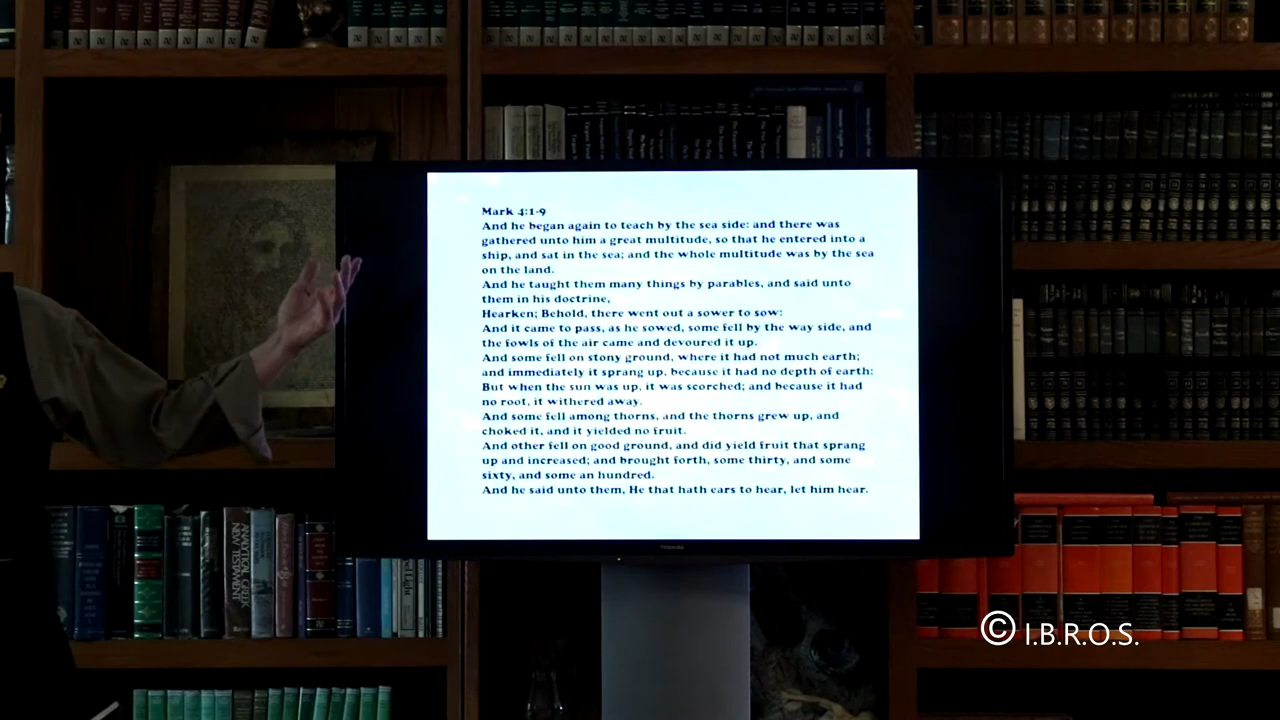 Mark 4:1-9
And he began again to teach by the sea side: and there was
gathered unto him a great multitude, so that he entered into a
ship, and sat in the sea; and the whole multitude was by the sea
on the land.
And he taught them many things by parables, and said unto
them in his doctrine,
Hearken; Behold, there went out a sower to sow:
And it came to pass, as he sowed, some fell by the way side, and
the fowls of the air came and devoured it up.
And some fell on stony ground, where it had not much earth;
and immediately it sprang up, because it had no depth of earth:
But when the sun was up, it was scorched; and because it had
no root, it withered away.
And some fell among thorns, and the thorns grew up, and
choked it, and it yielded no fruit.
And other fell on good ground, and did yield fruit that sprang
up and increased; and brought forth, some thirty, and some
sixty, and some an hundred.
And he said unto them, He that hath ears to hear, let him hear.
TOSHIBA
ANALYTICAL GREEK
NEW TESTAMENT
© I.B.R.O.S.